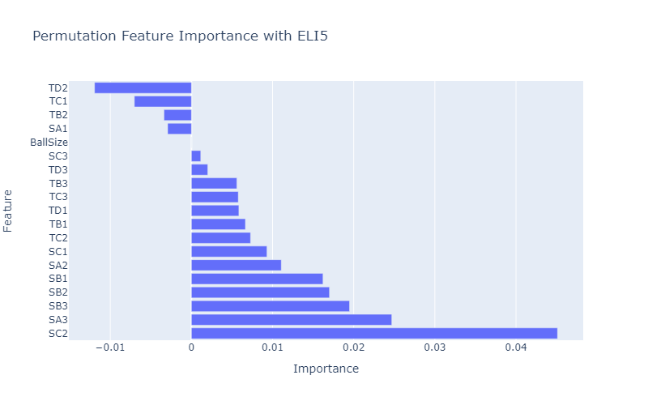 Permutation Feature Importance with ELI5
TD2
TC1
TB2
SA1
BallSize
SC3
TD3
TB3
TC3
TD1
TB1
TC2
SC1
SA2
SB1
SB2
SB3
SA3
SC2
Feature
−0.01 0 0.01 0.02 0.03 0.04
Importance